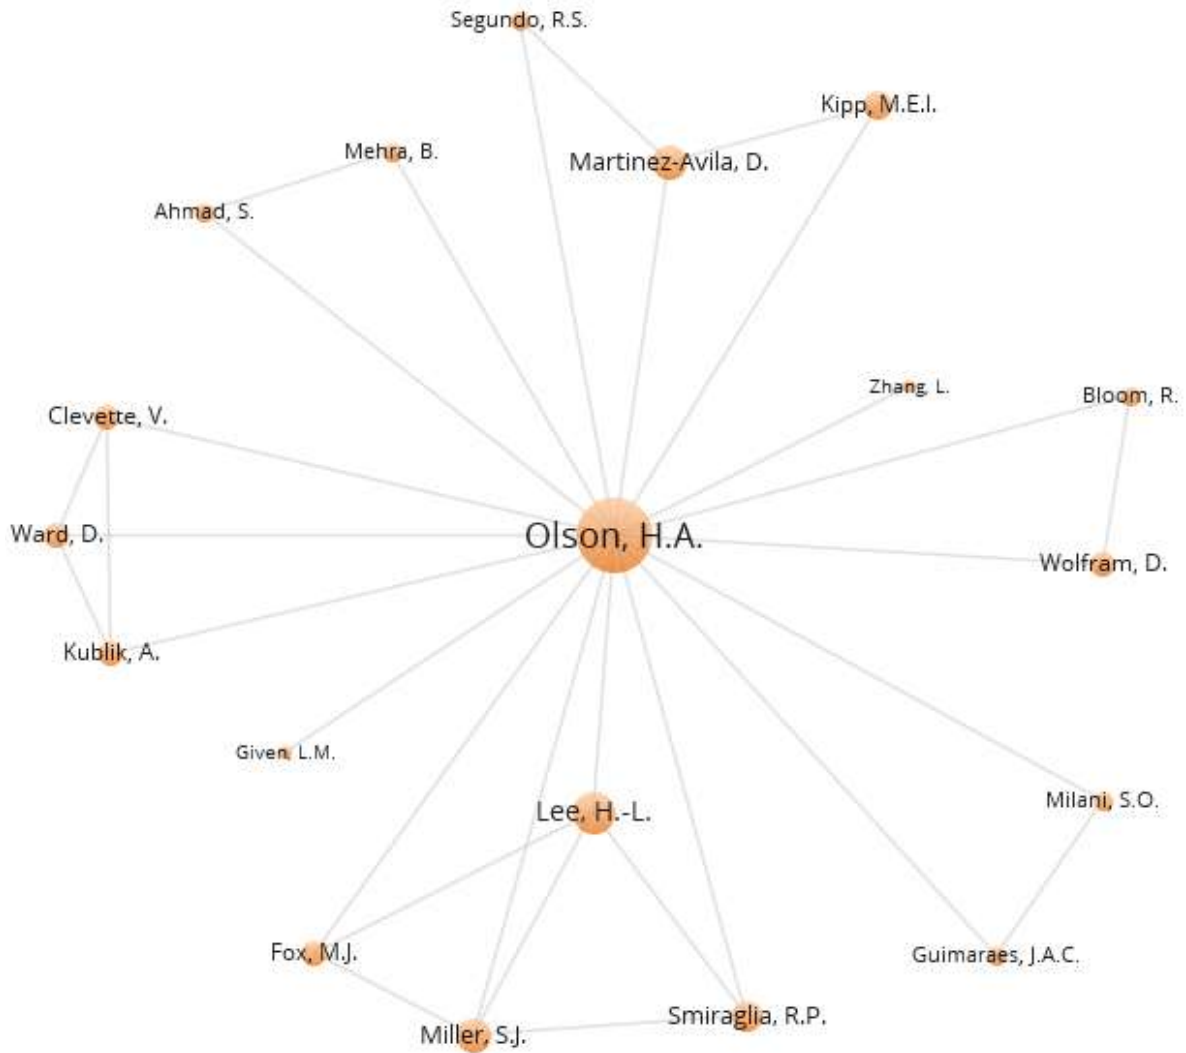 Segundo, R.S.
Kipp, M.E.I.
Mehra, B.
Martinez-Avila, D.
Ahmad, S.
Zhang, L.
Bloom, R.
Clevette, V.
Ward, D.
Olson, H.A.
Wolfram, D.
Kublik, A.
Given, L.M.
Lee, H.-L.
Milani, S.O.
Fox, M.J.
Guimaraes, J.A.C.
Miller, S.J.
Smiraglia, R.P.